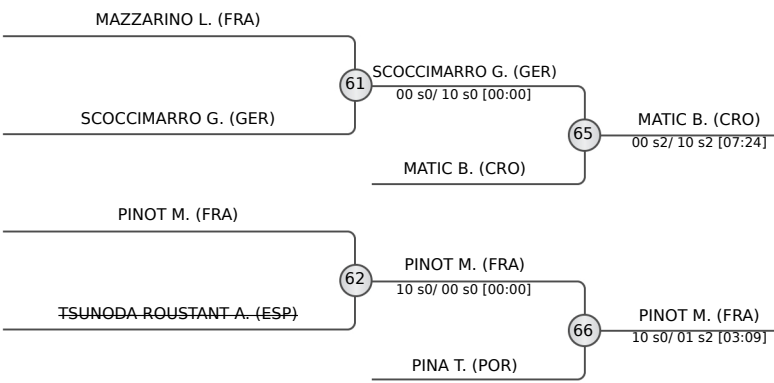 MAZZARINO L. (FRA)
61
SCOCCIMARRO G. (GER)
00 s0/ 10 s0 [00:00]
SCOCCIMARRO G. (GER)
65
MATIC B. (CRO)
00 s2/ 10 s2 [07:24]
MATIC B. (CRO)
PINOT M. (FRA)
62
PINOT M. (FRA)
10 s0/ 00 s0 [00:00]
TSUNODA ROUSTANT A. (ESP)
66
PINOT M. (FRA)
10 s0/ 01 s2 [03:09]
PINA T. (POR)